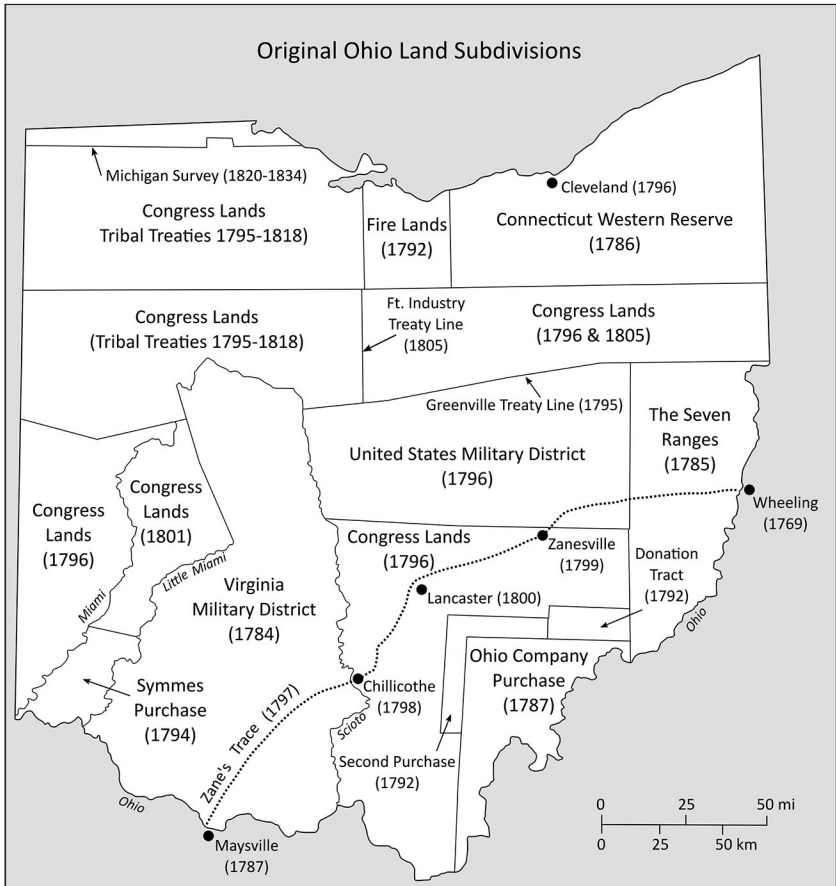 Original Ohio Land Subdivisions
Michigan Survey (1820-1834)
Congress Lands
Tribal Treaties 1795-1818)
Fire Lands
(1792)
Cleveland (1796)
Connecticut Western Reserve
(1786)
Congress Lands
(Tribal Treaties 1795-1818)
Ft. Industry
Treaty Line
(1805)
Congress Lands
(1796 & 1805)
Greenville Treaty Line (1795)
The Seven
Ranges
(1785)
United States Military District
(1796)
Wheeling
(1769)
Congress
Lands
(1796)
Congress
Lands
(1801)
Miami
Little Miami
Virginia
Military District
(1784)
Congress Lands
(1796)
Zanesville
(1799)
Donation
Tract
(1792)
Ohio
Lancaster (1800)
Symmes
Purchase
(1794)
Zane's Trace (1797)
Chillicothe
(1798)
Scioto
Ohio Company
Purchase
(1787)
Second Purchase
(1792)
Ohio
Maysville
(1787)
0 25 50 mi
0 25 50 km